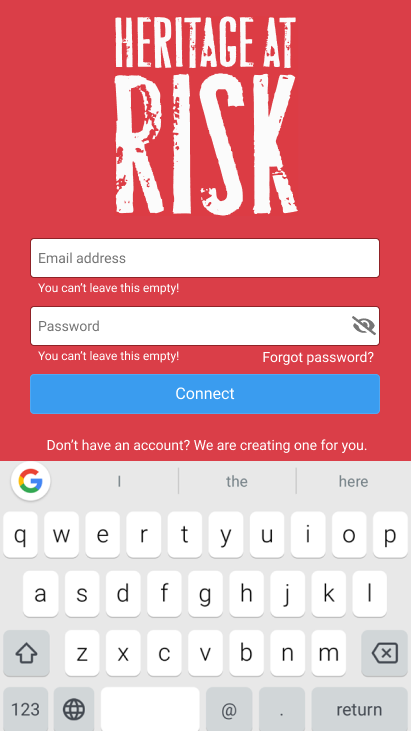 HERITAGE AT
RISK
Email address
You can't leave this empty!
Password
You can't leave this empty! Forgot password?
Connect
Don't have an account? We are creating one for you.
G I the here
q w e r t y u i o p
a s d f g h j k l
z x c v b n m
123 @ . return